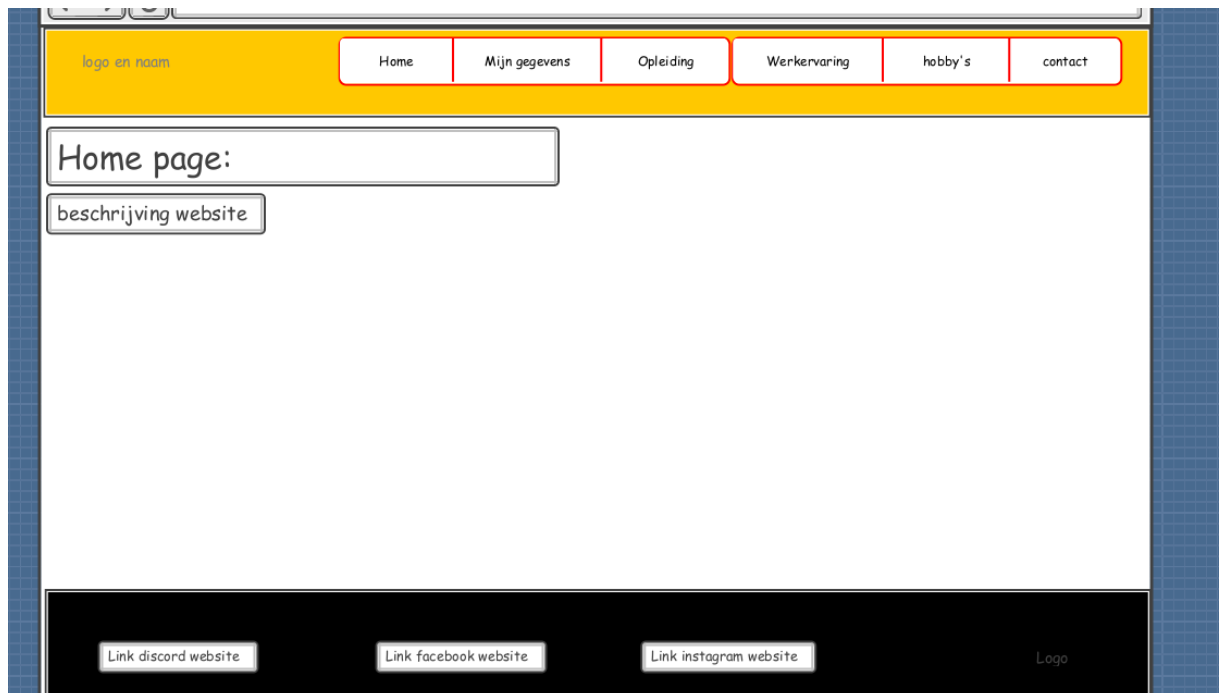 logo en naam
Home
Mijn gegevens
Opleiding
Werkervaring
hobby's
contact
Home page:
beschrijving website
Link discord website
Link facebook website
Link instagram website
Logo